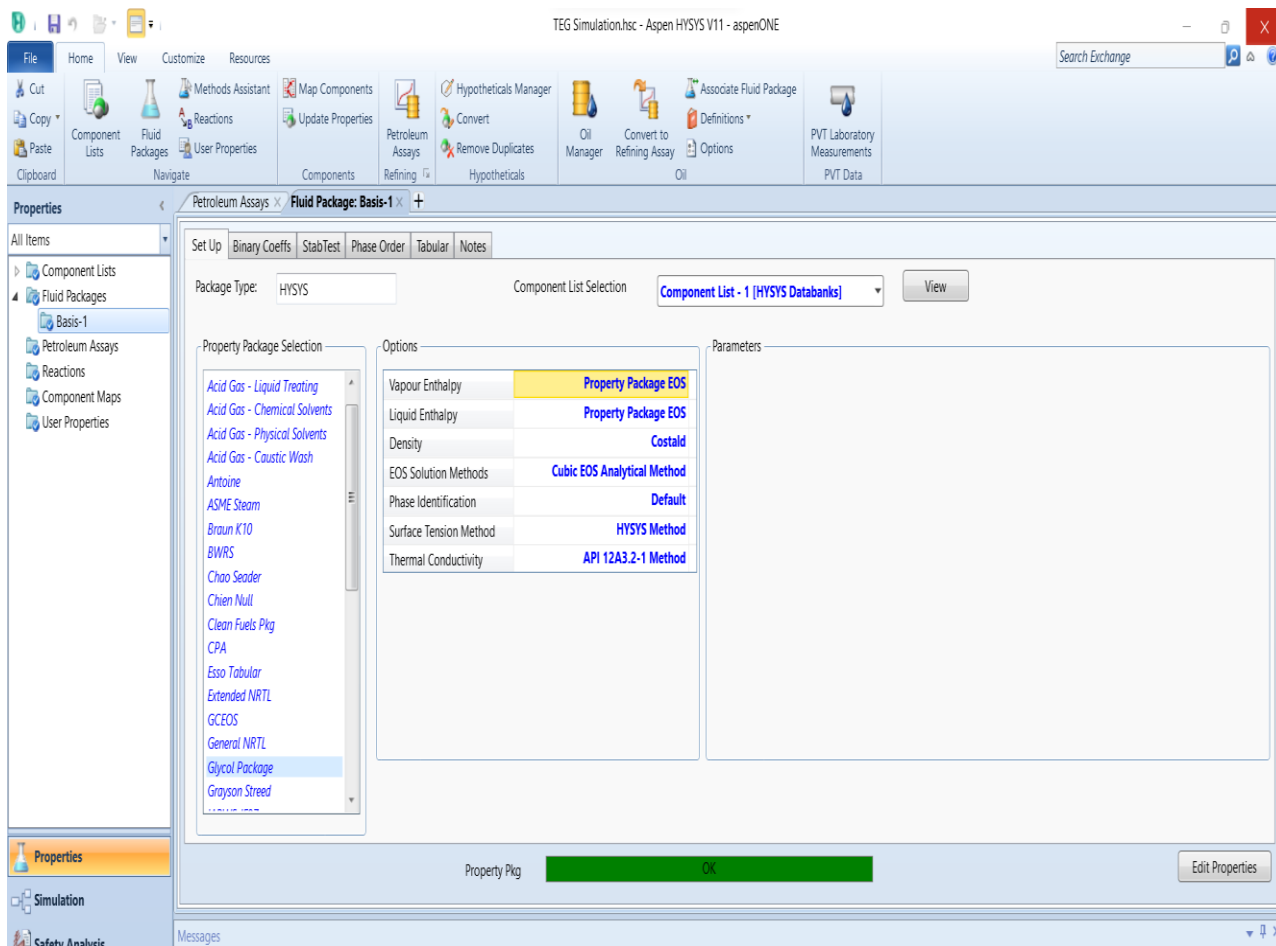 TEG Simulation.hsc - Aspen HYSYS V11 - aspenONE
File Home View Customize Resources
Search Exchange
Cut
Copy
Paste
Clipboard
Component Lists
Fluid Packages
Methods Assistant
Reactions
User Properties
Navigate
Map Components
Update Properties
Components
Petroleum Assays
Refining
Hypotheticals Manager
Convert
Remove Duplicates
Hypotheticals
Oil Manager
Convert to Refining Assay
Associate Fluid Package
Definitions
Options
Oil
PVT Laboratory Measurements
PVT Data
Properties
Petroleum Assays Fluid Package: Basis-1
All Items
Component Lists
Fluid Packages
Basis-1
Petroleum Assays
Reactions
Component Maps
User Properties
Set Up Binary Coeffs StabTest Phase Order Tabular Notes
Package Type: HYSYS
Component List Selection Component List - 1 [HYSYS Databanks] View
Property Package Selection
Acid Gas - Liquid Treating
Acid Gas - Chemical Solvents
Acid Gas - Physical Solvents
Acid Gas - Caustic Wash
Antoine
ASME Steam
Braun K10
BWRS
Chao Seader
Chien Null
Clean Fuels Pkg
CPA
Esso Tabular
Extended NRTL
GCEOS
General NRTL
Glycol Package
Grayson Streed
Options
Vapour Enthalpy Property Package EOS
Liquid Enthalpy Property Package EOS
Density Costald
EOS Solution Methods Cubic EOS Analytical Method
Phase Identification Default
Surface Tension Method HYSYS Method
Thermal Conductivity API 12A3.2-1 Method
Parameters
Property Pkg OK
Edit Properties
Properties
Simulation
Safety Analysis
Messages